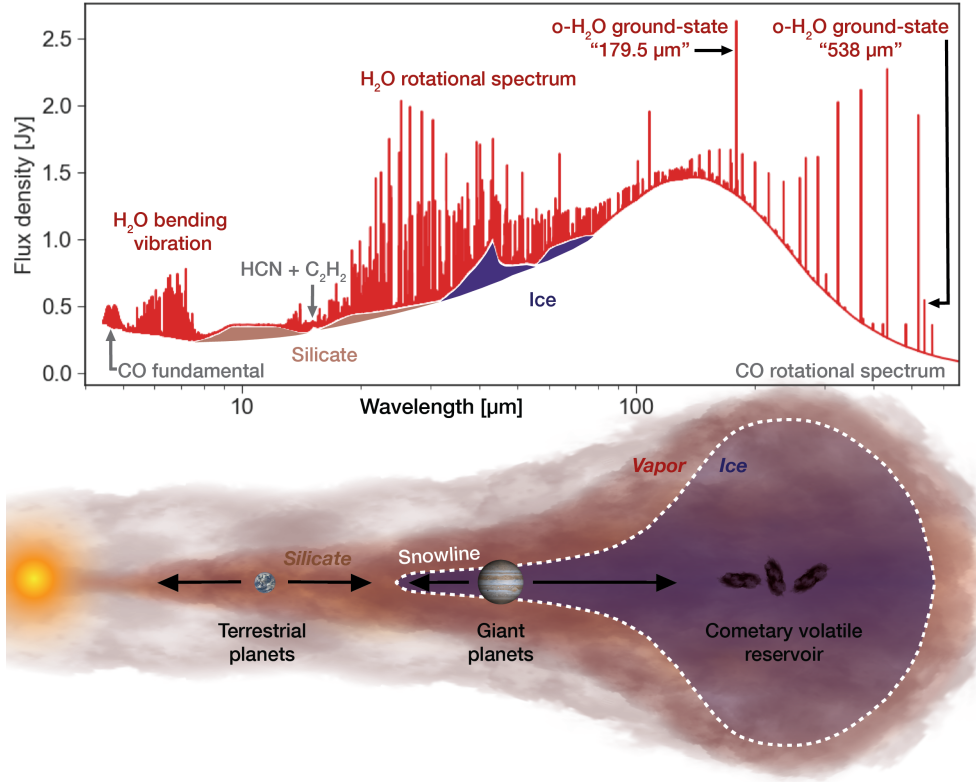 Flux density [Jy]
2.5
2.0
1.5
1.0
0.5
0.0
o-H₂O ground-state
“179.5 µm”
o-H₂O ground-state
“538 µm”
H₂O rotational spectrum
H₂O bending
vibration
HCN + C₂H₂
Ice
Silicate
CO fundamental
CO rotational spectrum
10
Wavelength [µm]
100
Vapor
Ice
Silicate
Snowline
Terrestrial
planets
Giant
planets
Cometary volatile
reservoir